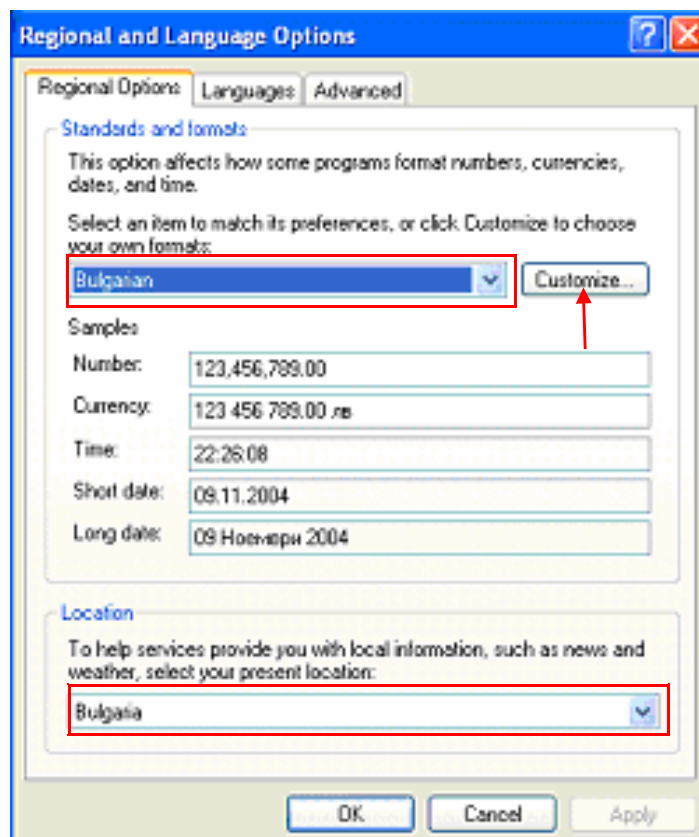 Regional and Language Options
Regional Options Languages Advanced
Standards and formats
This option affects how some programs format numbers, currencies,
dates, and time.
Select an item to match its preferences, or click Customize to choose
your own formats:
Bulgarian Customize...
Samples
Number: 123,456,789.00
Currency: 123 456 789.00 лв
Time: 22:26:08
Short date: 09.11.2004
Long date: 09 Ноември 2004
Location
To help services provide you with local information, such as news and
weather, select your present location:
Bulgaria
OK Cancel Apply